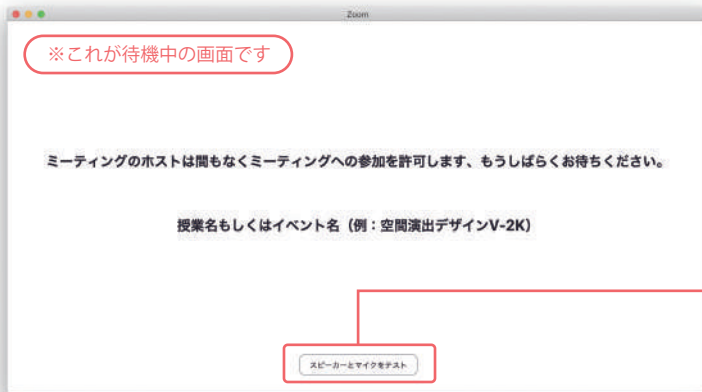 Zoom
※これが待機中の画面です
ミーティングのホストは間もなくミーティングへの参加を許可します、もうしばらくお待ちください。
授業名もしくはイベント名（例：空間演出デザインV-2K）
スピーカーとマイクをテスト